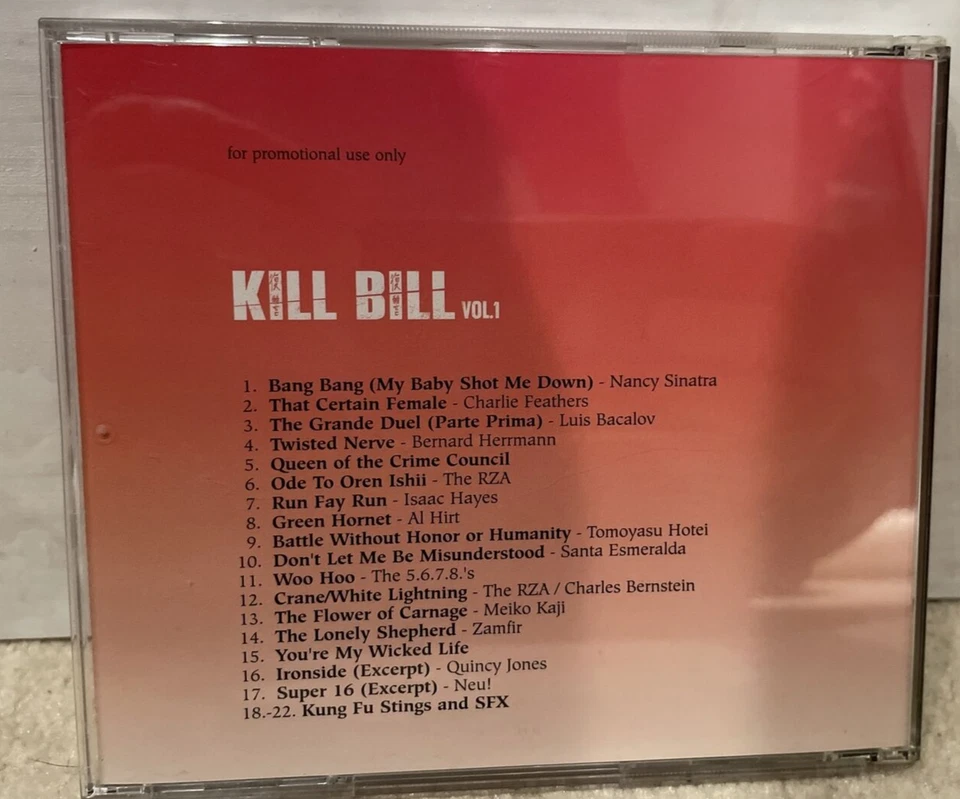 for promotional use only
KILL BILL VOL.1
1. Bang Bang (My Baby Shot Me Down) - Nancy Sinatra
2. That Certain Female - Charlie Feathers
3. The Grande Duel (Parte Prima) - Luis Bacalov
4. Twisted Nerve - Bernard Herrmann
5. Queen of the Crime Council
6. Ode To Oren Ishii - The RZA
7. Run Fay Run - Isaac Hayes
8. Green Hornet - Al Hirt
9. Battle Without Honor or Humanity - Tomoyasu Hotei
10. Don't Let Me Be Misunderstood - Santa Esmeralda
11. Woo Hoo - The 5.6.7.8.'s
12. Crane/White Lightning - The RZA / Charles Bernstein
13. The Flower of Carnage - Meiko Kaji
14. The Lonely Shepherd - Zamfir
15. You're My Wicked Life
16. Ironside (Excerpt) - Quincy Jones
17. Super 16 (Excerpt) - Neu!
18.-22. Kung Fu Stings and SFX